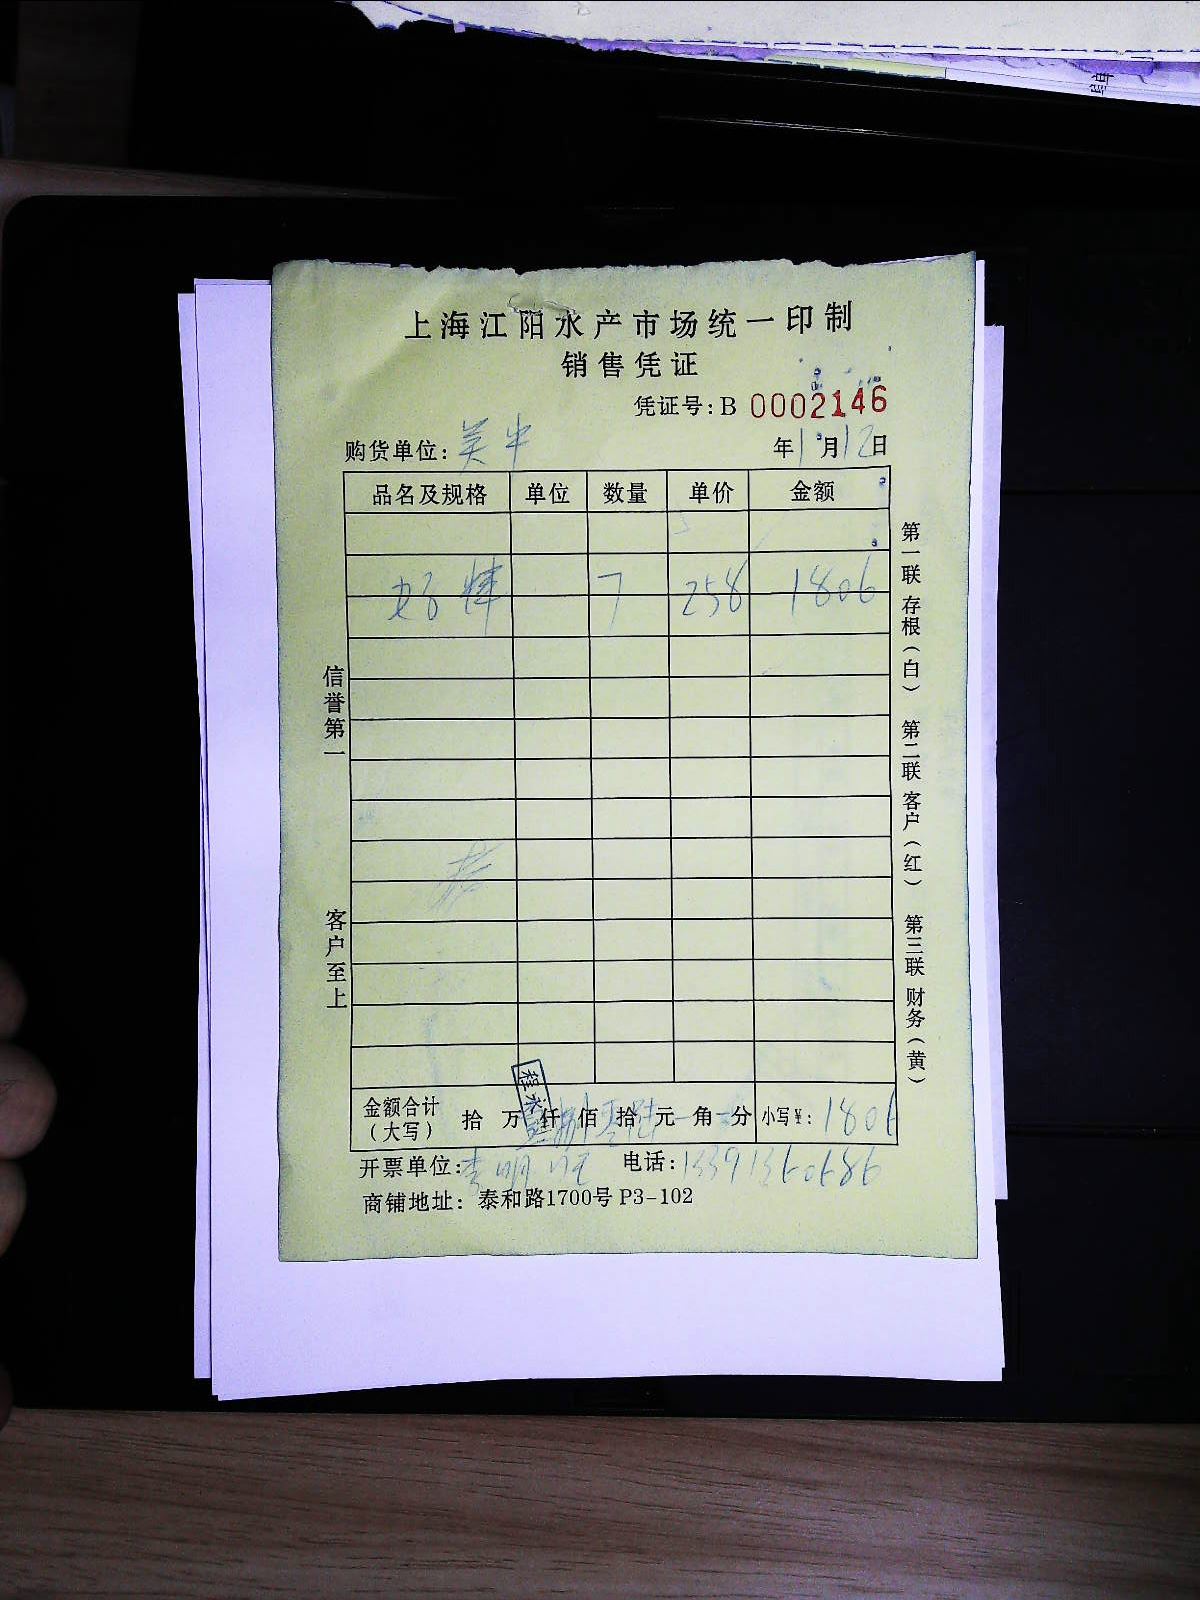 上海江阳水产市场统一印制
销售凭证
凭证号: B 0002146
购货单位: 年1月12日
品名及规格 单位 数量 单价 金额
7 258 1806
信誉第一
客户至上
第一联 存根(白) 第二联 客户(红) 第三联 财务(黄)
金额合计(大写) 拾 万 仟 佰 拾 元 角 分 小写¥: 1806
开票单位: 电话:
商铺地址: 泰和路1700号 P3-102